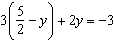 3(5/2 − y) + 2y = −3